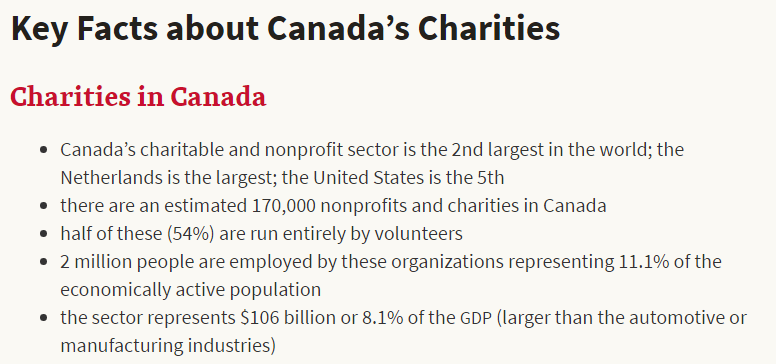 Key Facts about Canada’s Charities
Charities in Canada
• Canada’s charitable and nonprofit sector is the 2nd largest in the world; the
Netherlands is the largest; the United States is the 5th
• there are an estimated 170,000 nonprofits and charities in Canada
• half of these (54%) are run entirely by volunteers
• 2 million people are employed by these organizations representing 11.1% of the
economically active population
• the sector represents $106 billion or 8.1% of the GDP (larger than the automotive or
manufacturing industries)